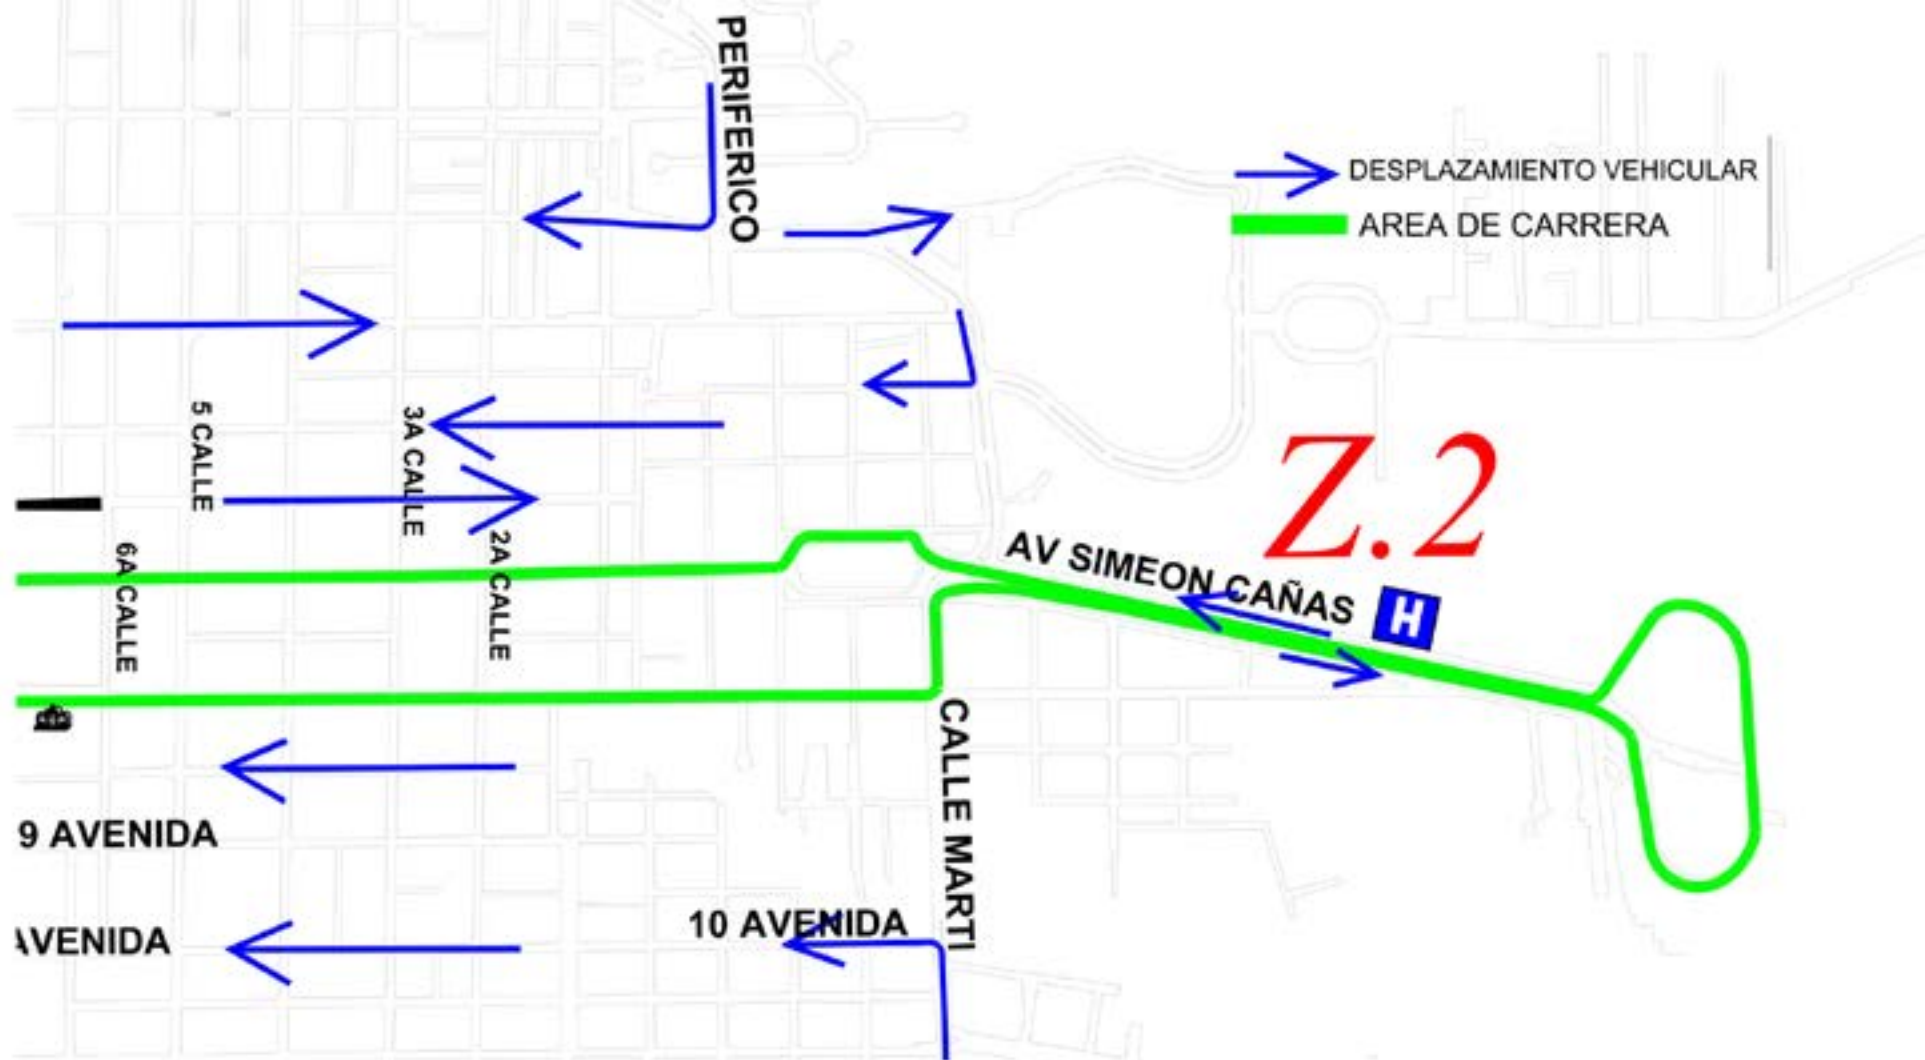 PERIFERICO
DESPLAZAMIENTO VEHICULAR
AREA DE CARRERA
5 CALLE
3A CALLE
Z.2
6A CALLE
2A CALLE
AV SIMEON CAÑAS
H
CALLE MARTI
9 AVENIDA
10 AVENIDA
AVENIDA